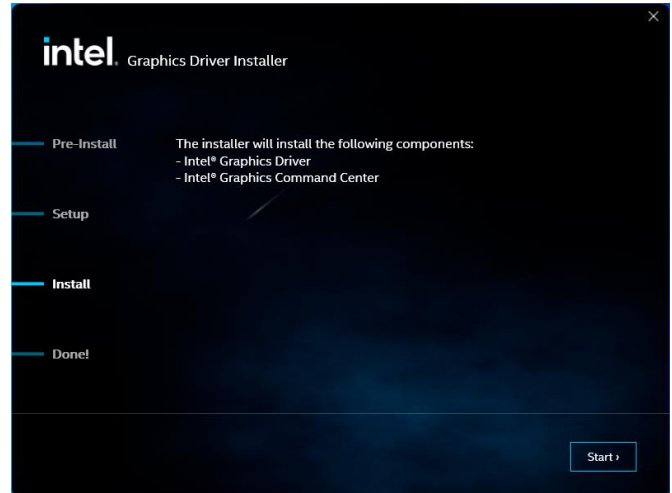 intel. Graphics Driver Installer
Pre-Install
The installer will install the following components:
- Intel® Graphics Driver
- Intel® Graphics Command Center
Setup
Install
Done!
Start ›